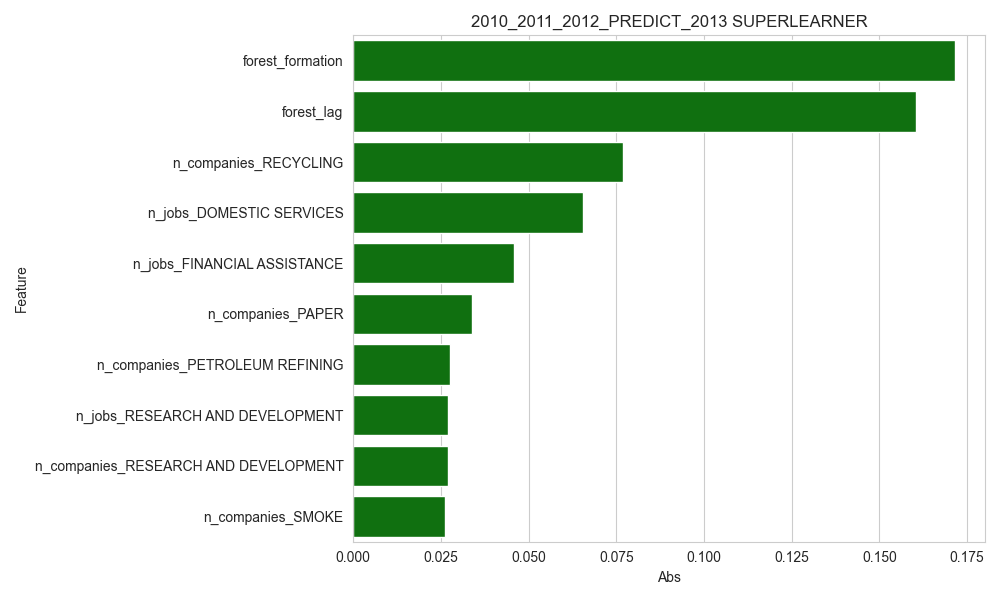 2010_2011_2012_PREDICT_2013 SUPERLEARNER
forest_formation
forest_lag
n_companies_RECYCLING
n_jobs_DOMESTIC SERVICES
n_jobs_FINANCIAL ASSISTANCE
n_companies_PAPER
n_companies_PETROLEUM REFINING
n_jobs_RESEARCH AND DEVELOPMENT
n_companies_RESEARCH AND DEVELOPMENT
n_companies_SMOKE
Feature
0.000 0.025 0.050 0.075 0.100 0.125 0.150 0.175
Abs